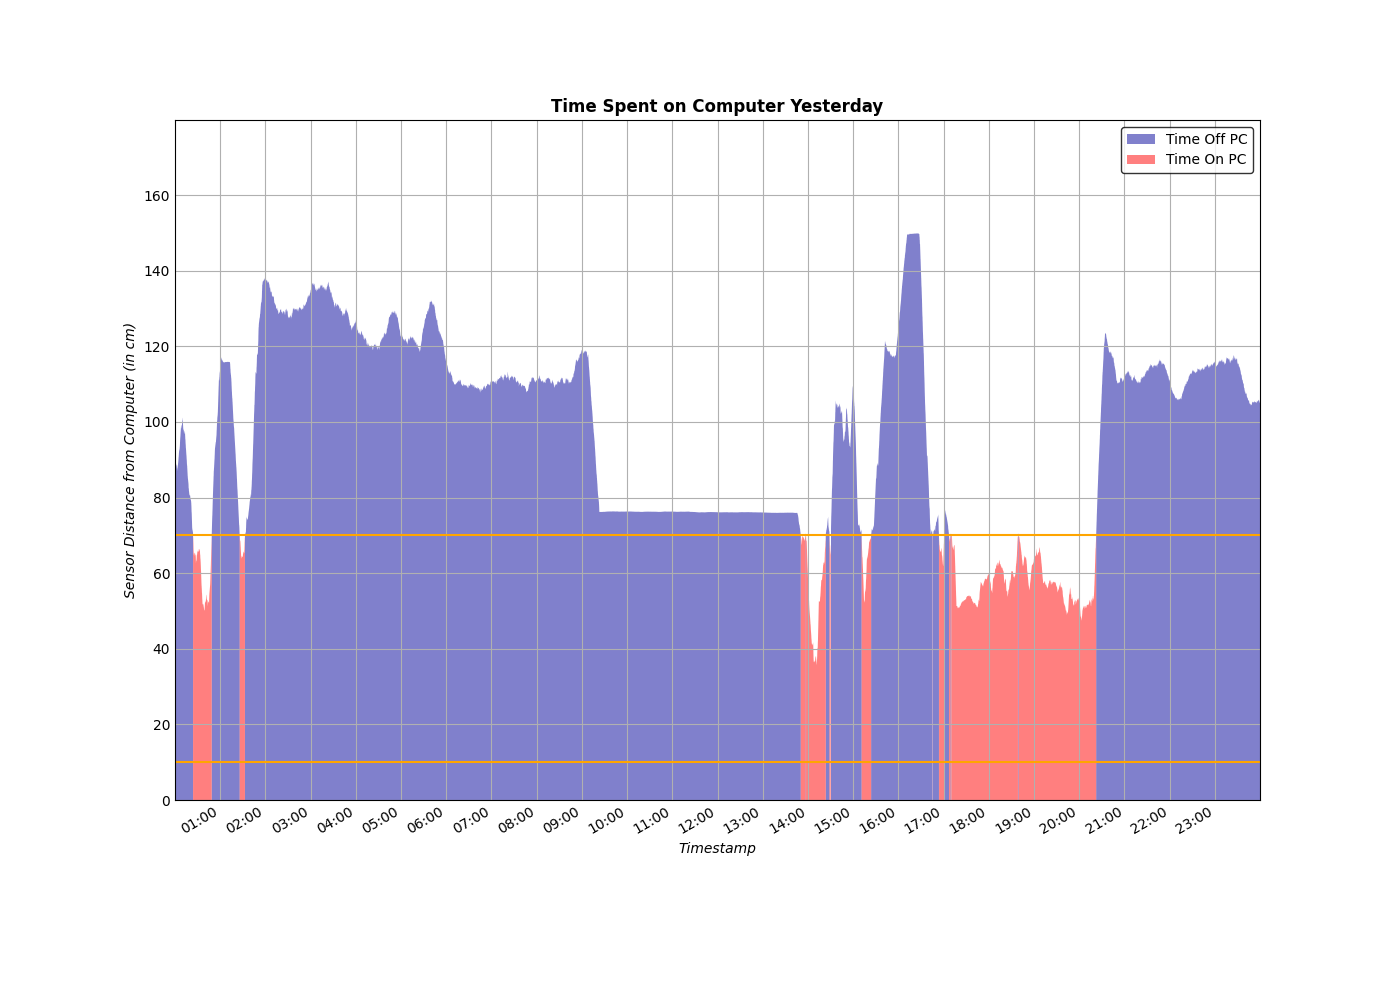 Time Spent on Computer Yesterday
Time Off PC
Time On PC
160
140
120
100
80
60
40
20
0
Sensor Distance from Computer (in cm)
01:00 02:00 03:00 04:00 05:00 06:00 07:00 08:00 09:00 10:00 11:00 12:00 13:00 14:00 15:00 16:00 17:00 18:00 19:00 20:00 21:00 22:00 23:00
Timestamp